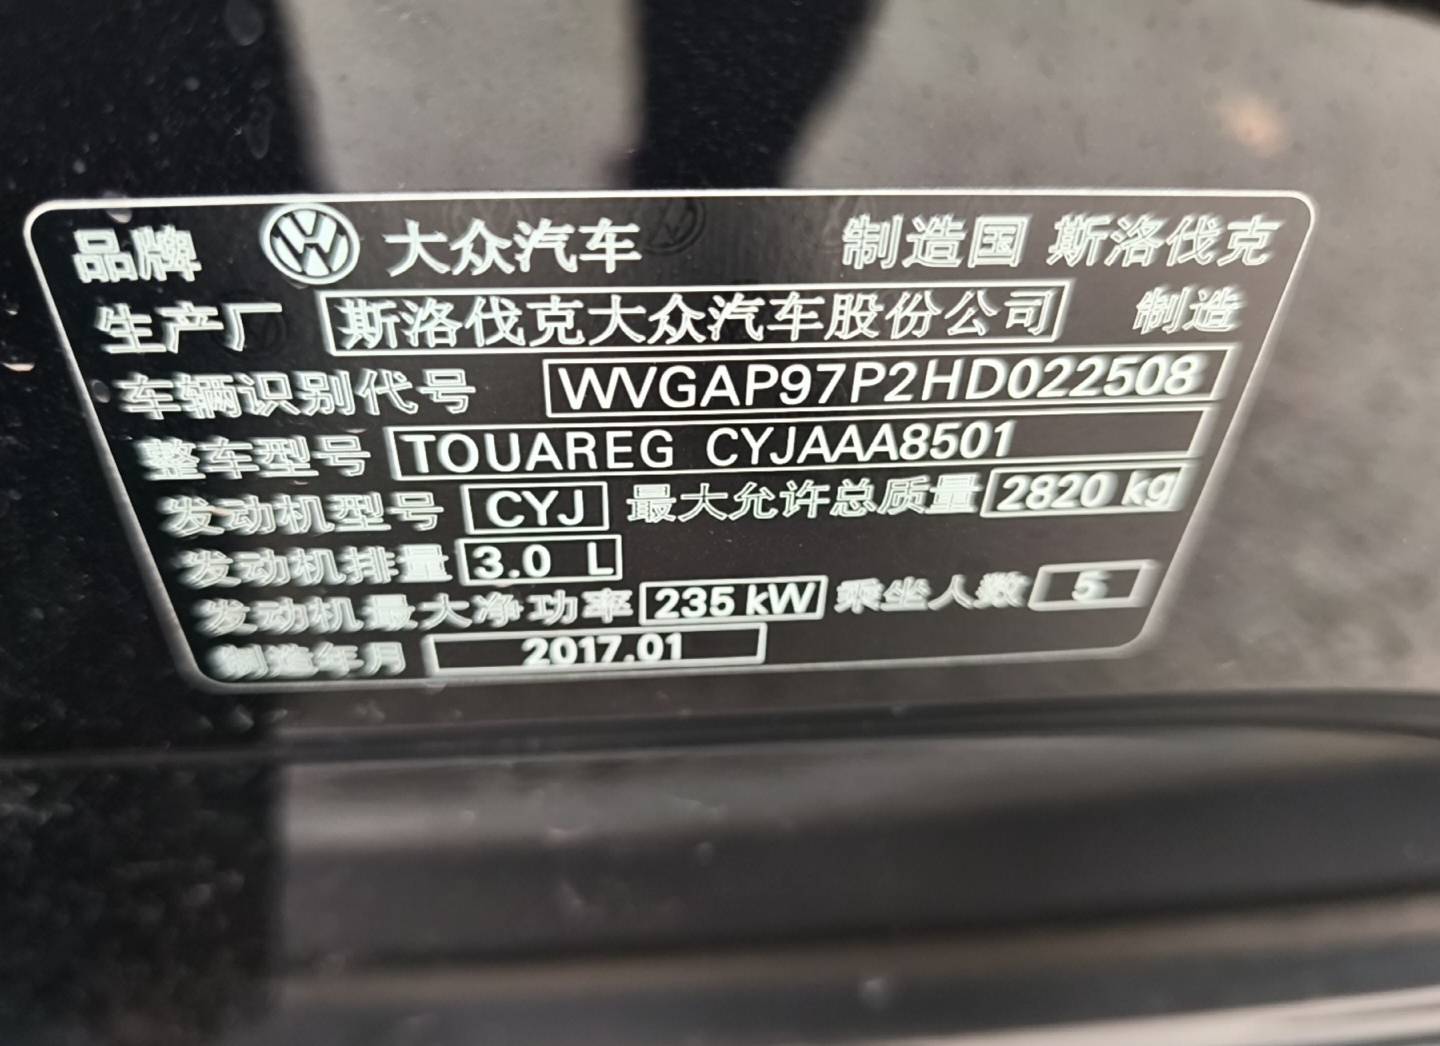 品牌 大众汽车 制造国 斯洛伐克
生产厂 斯洛伐克大众汽车股份公司 制造
车辆识别代号 WVGAP97P2HD022508
整车型号 TOUAREG CYJAAA8501
发动机型号 CYJ 最大允许总质量 2820 kg
发动机排量 3.0 L
发动机最大净功率 235 kW 乘坐人数 5
制造年月 2017.01